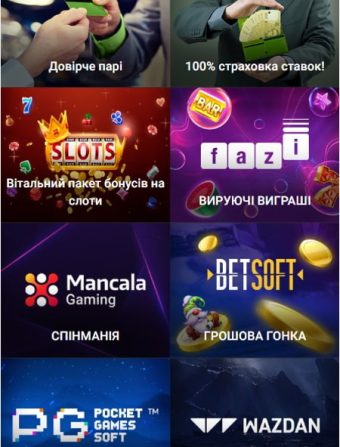 Довірче парі
100% страховка ставок!
SLOTS
Вітальний пакет бонусів на
слоти
BAR
fazi
ВИРУЮЧІ ВИГРАШІ
Mancala
Gaming
СПІНМАНІЯ
BETSOFT
ГРОШОВА ГОНКА
PG POCKET
GAMES
SOFT ™
WAZDAN